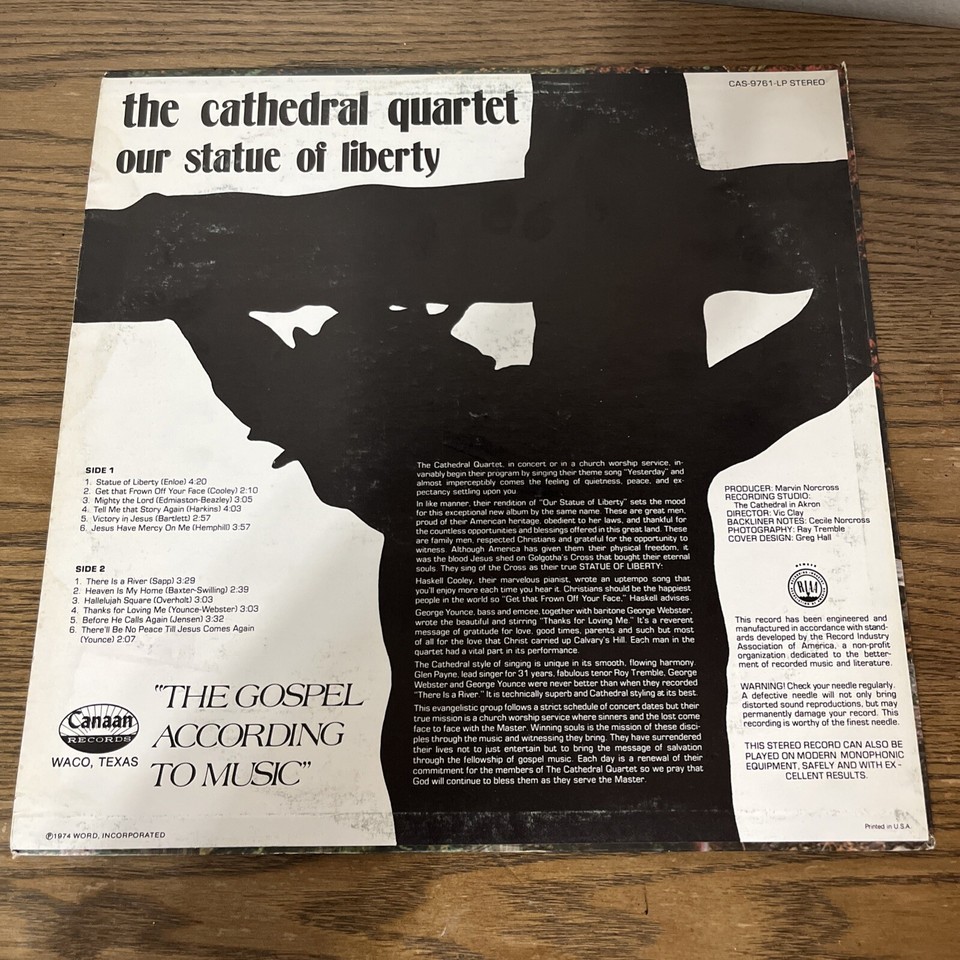 the cathedral quartet
our statue of liberty
CAS-9761-LP STEREO
SIDE 1
1. Statue of Liberty (Enloe) 4:20
2. Get that Frown Off Your Face (Cooley) 2:10
3. Mighty the Lord (Edmiaston-Beazley) 3:05
4. Tell Me that Story Again (Harkins) 4:03
5. Victory in Jesus (Bartlett) 2:57
6. Jesus Have Mercy On Me (Hemphill) 3:57
SIDE 2
1. There Is a River (Sapp) 3:29
2. Heaven Is My Home (Baxter-Swilling) 2:39
3. Hallelujah Square (Overholt) 3:03
4. Thanks for Loving Me (Younce-Webster) 3:03
5. Before He Calls Again (Jensen) 3:32
6. There'll Be No Peace Till Jesus Comes Again
(Younce) 2:07
Canaan
RECORDS
WACO, TEXAS
"THE GOSPEL
ACCORDING
TO MUSIC"
℗1974 WORD, INCORPORATED
The Cathedral Quartet, in concert or in a church worship service, in-
variably begin their program by singing their theme song "Yesterday" and
almost imperceptibly comes the feeling of quietness, peace, and ex-
pectancy settling upon you.
In like manner, their rendition of "Our Statue of Liberty" sets the mood
for this exceptional new album by the same name. These are great men,
proud of their American heritage, obedient to her laws, and thankful for
the countless opportunities and blessings offered in this great land. These
are family men, respected Christians and grateful for the opportunity to
witness. Although America has given them their physical freedom, it
was the blood Jesus shed on Golgotha's Cross that bought their eternal
souls. They sing of the Cross as their true STATUE OF LIBERTY.
Haskell Cooley, their marvelous pianist, wrote an uptempo song that
you'll enjoy more each time you hear it. Christians should be the happiest
people in the world so "Get that Frown Off Your Face," Haskell advises.
George Younce, bass and emcee, together with baritone George Webster,
wrote the beautiful and stirring "Thanks for Loving Me." It's a reverent
message of gratitude for love, good times, parents and such but most
of all for the love that Christ carried up Calvary's Hill. Each man in the
quartet had a vital part in its performance.
The Cathedral style of singing is unique in its smooth, flowing harmony.
Glen Payne, lead singer for 31 years, fabulous tenor Roy Tremble, George
Webster and George Younce were never better than when they recorded
"There Is a River." It is technically superb and Cathedral styling at its best.
This evangelistic group follows a strict schedule of concert dates but their
true mission is a church worship service where sinners and the lost come
face to face with the Master. Winning souls is the mission of these disci-
ples through the music and witnessing they bring. They have surrendered
their lives not to just entertain but to bring the message of salvation
through the fellowship of gospel music. Each day is a renewal of their
commitment for the members of The Cathedral Quartet so we pray that
God will continue to bless them as they serve the Master.
PRODUCER: Marvin Norcross
RECORDING STUDIO:
The Cathedral in Akron
DIRECTOR: Vic Clay
BACKLINER NOTES: Cecile Norcross
PHOTOGRAPHY: Ray Tremble
COVER DESIGN: Greg Hall
MEMBER
This record has been engineered and
manufactured in accordance with stand-
ards developed by the Record Industry
Association of America, a non-profit
organization dedicated to the better-
ment of recorded music and literature.
WARNING! Check your needle regularly.
A defective needle will not only bring
distorted sound reproductions, but may
permanently damage your record. This
recording is worthy of the finest needle.
THIS STEREO RECORD CAN ALSO BE
PLAYED ON MODERN MONOPHONIC
EQUIPMENT, SAFELY AND WITH EX-
CELLENT RESULTS.
Printed in U.S.A.